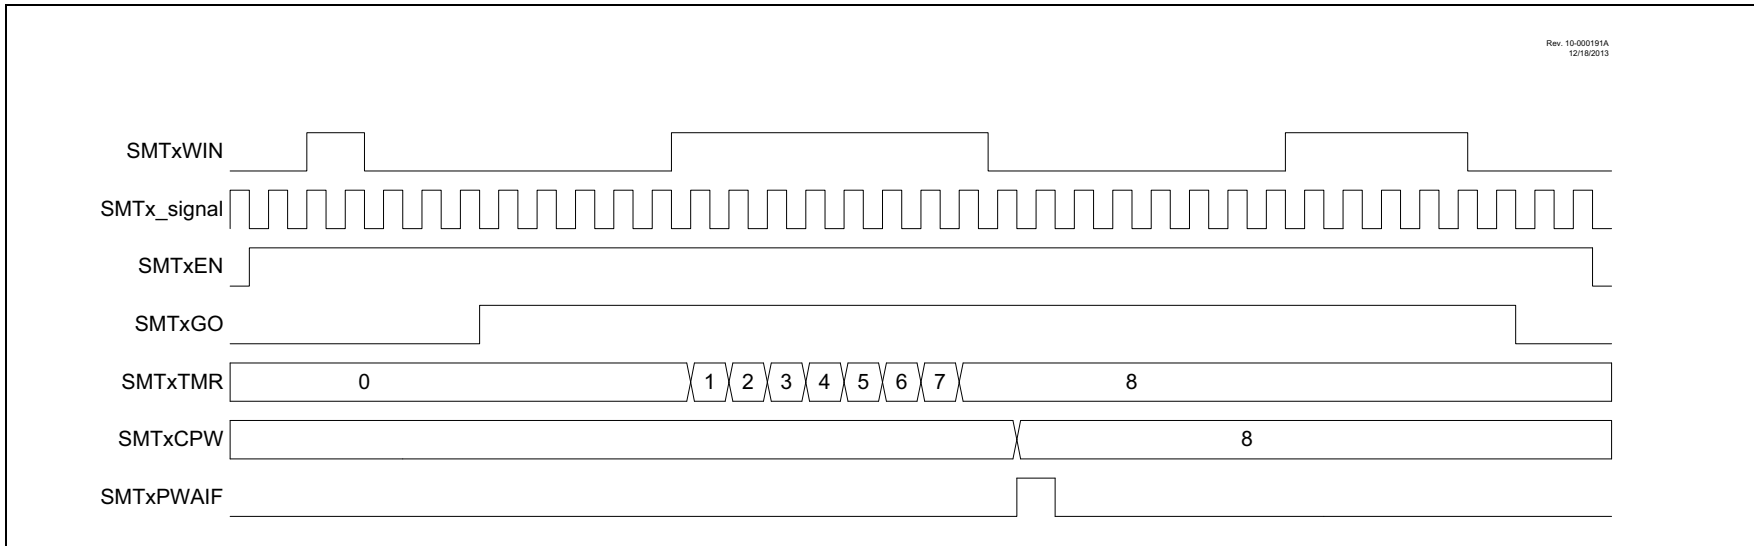 Rev. 10-000191A
12/18/2013
SMTxWIN
SMTx_signal
SMTxEN
SMTxGO
SMTxTMR 0 1 2 3 4 5 6 7 8
SMTxCPW 8
SMTxPWAIF